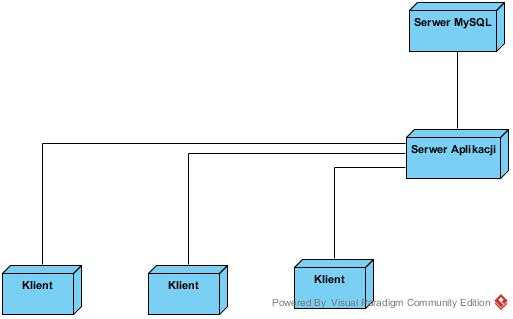 Serwer MySQL
Serwer Aplikacji
Klient
Klient
Klient
Powered By Visual Paradigm Community Edition